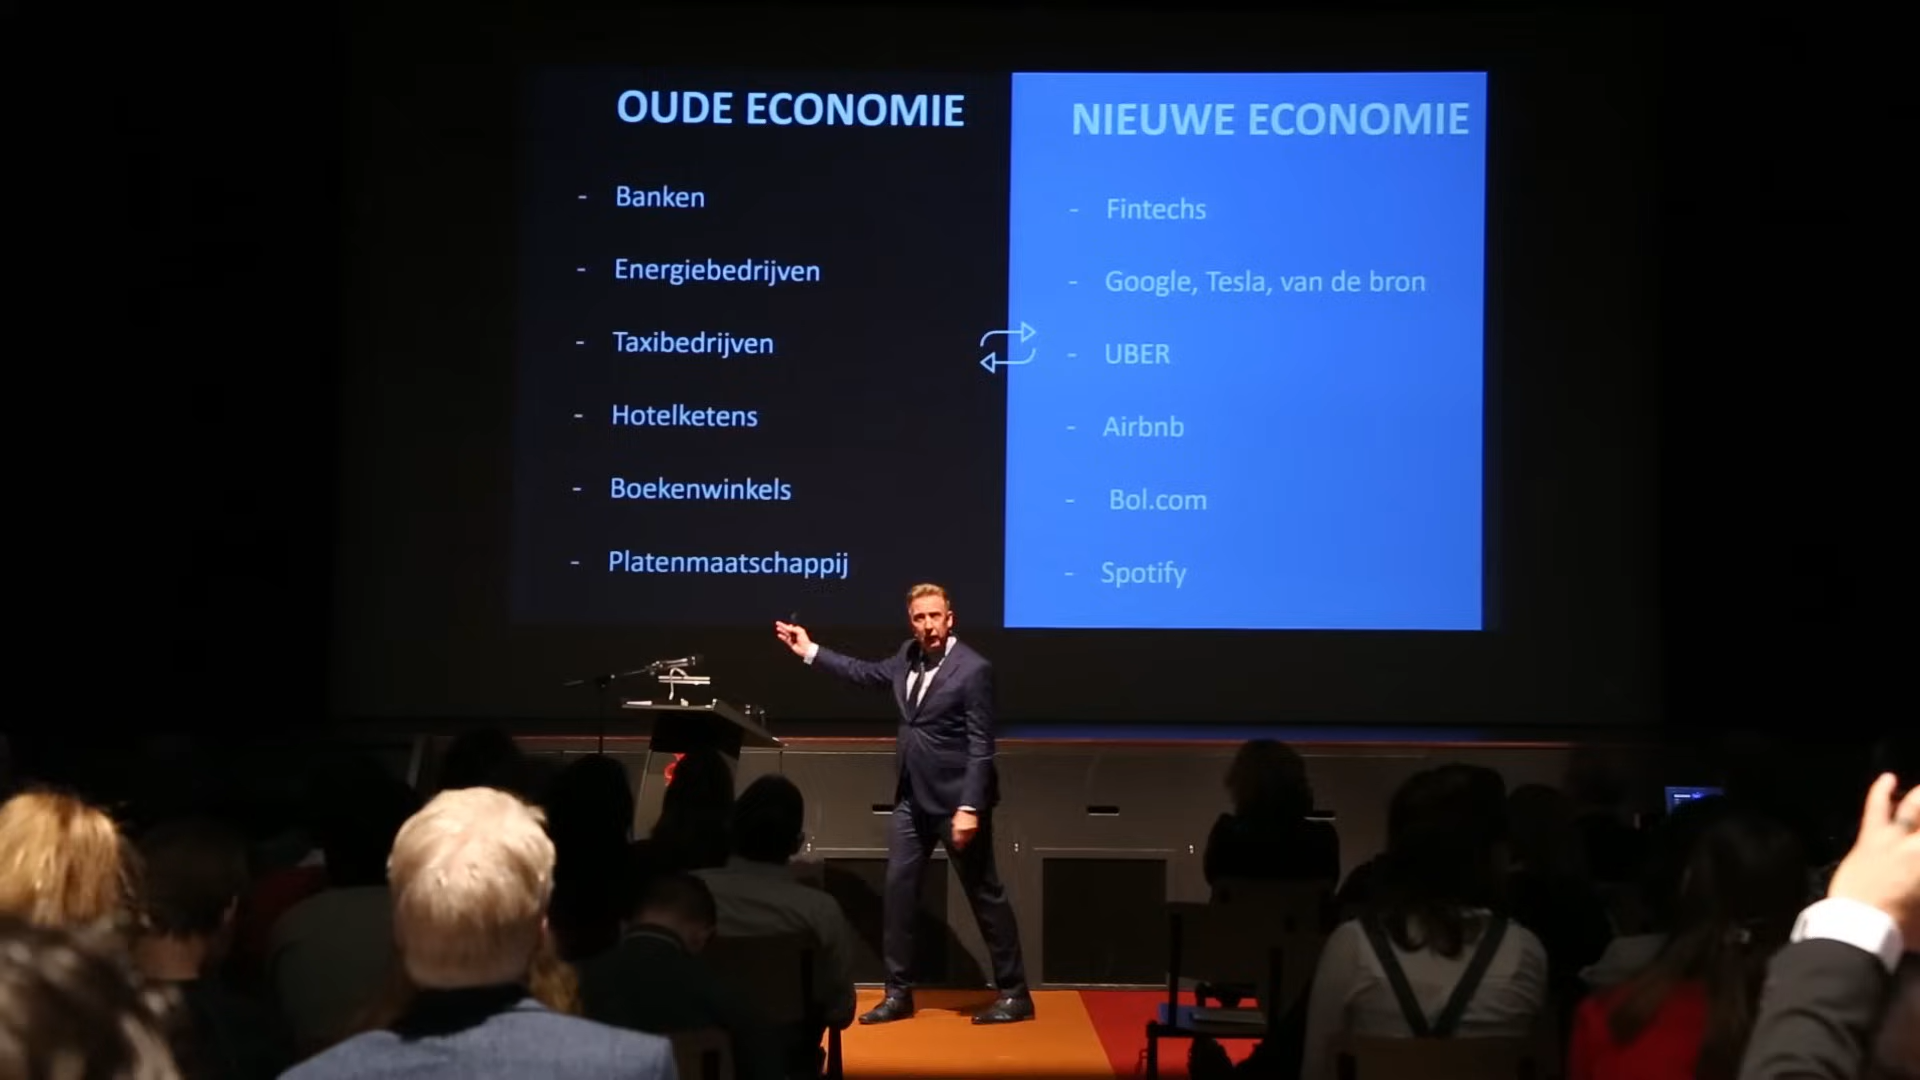 OUDE ECONOMIE
- Banken
- Energiebedrijven
- Taxibedrijven
- Hotelketens
- Boekenwinkels
- Platenmaatschappij
NIEUWE ECONOMIE
- Fintechs
- Google, Tesla, van de bron
- UBER
- Airbnb
- Bol.com
- Spotify